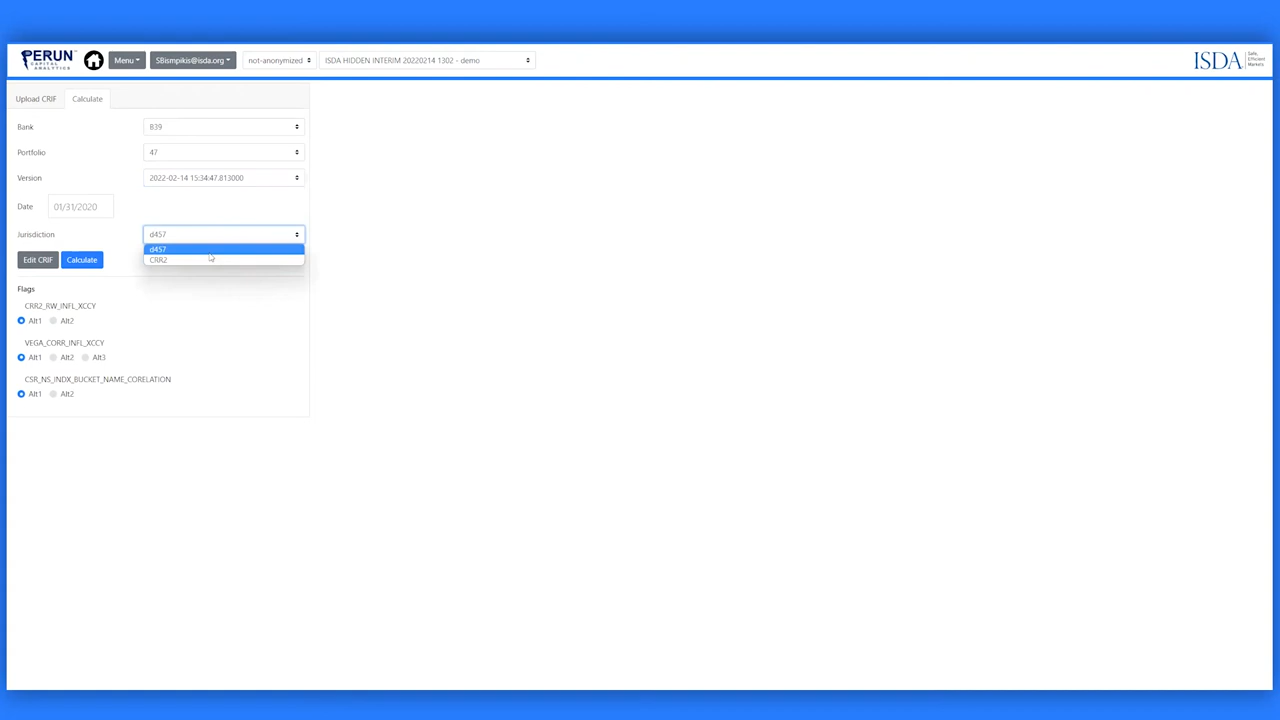 PERUN
CAPITAL
ANALYTICS
Menu
SBismpikis@isda.org
not-anonymized
ISDA HIDDEN INTERIM 20220214 1302 - demo
ISDA
Safe,
Efficient
Markets
Upload CRIF
Calculate
Bank
B39
Portfolio
47
Version
2022-02-14 15:34:47.813000
Date
01/31/2020
Jurisdiction
d457
d457
CRR2
Edit CRIF
Calculate
Flags
CRR2_RW_INFL_XCCY
Alt1 Alt2
VEGA_CORR_INFL_XCCY
Alt1 Alt2 Alt3
CSR_NS_INDX_BUCKET_NAME_CORELATION
Alt1 Alt2